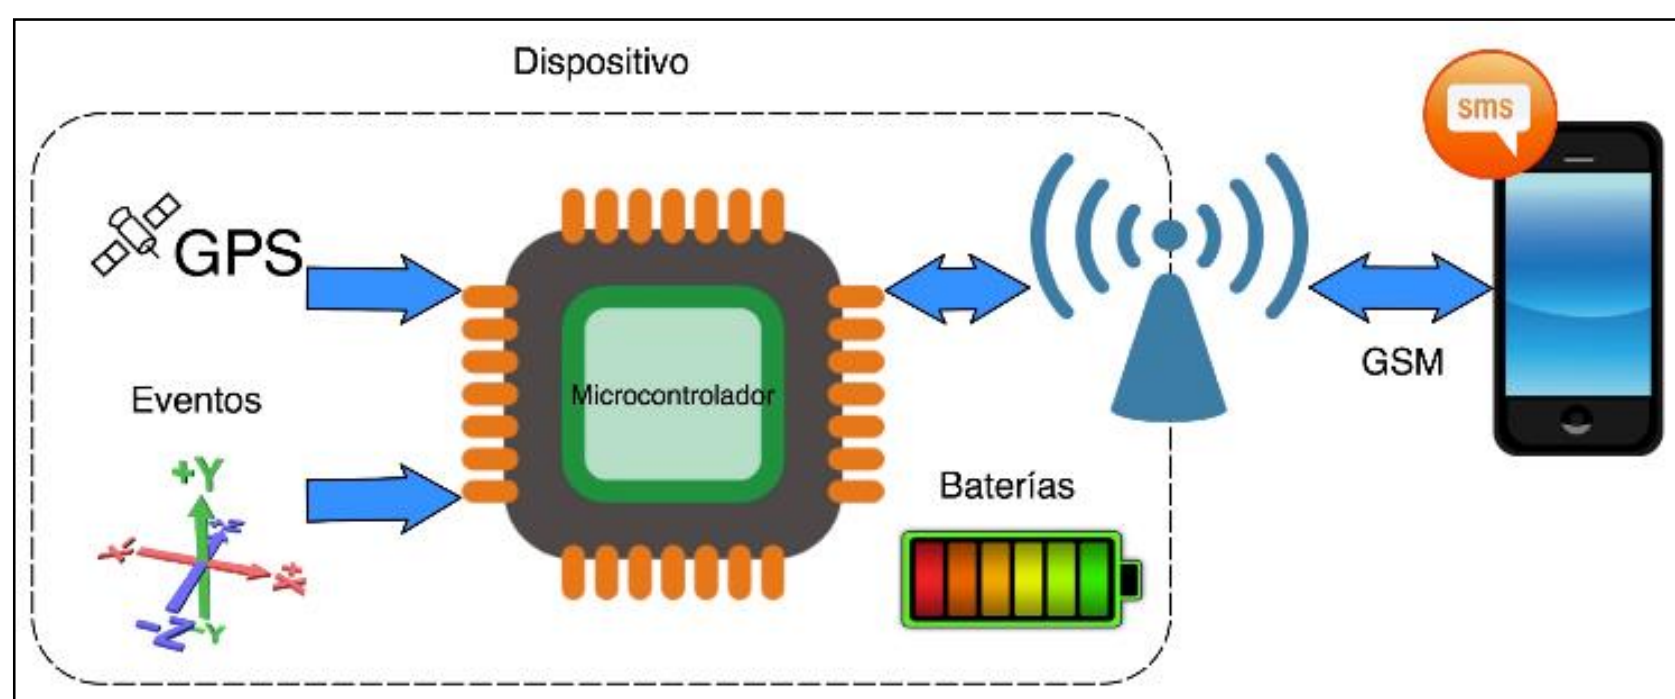 Dispositivo
sms
GPS
GSM
Microcontrolador
Eventos
Baterías
+Y
-X
+X
-Z
-Y